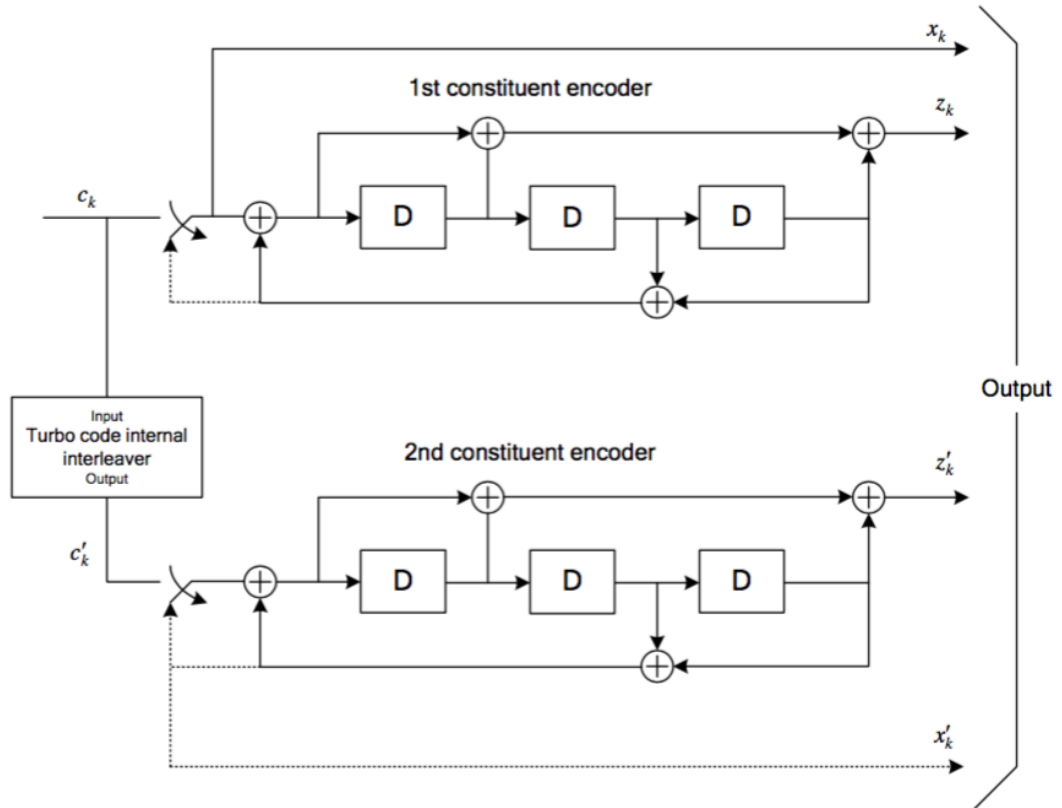 x_k
1st constituent encoder
z_k
c_k
D
D
D
Output
Input
Turbo code internal
interleaver
Output
2nd constituent encoder
z'_k
c'_k
D
D
D
x'_k